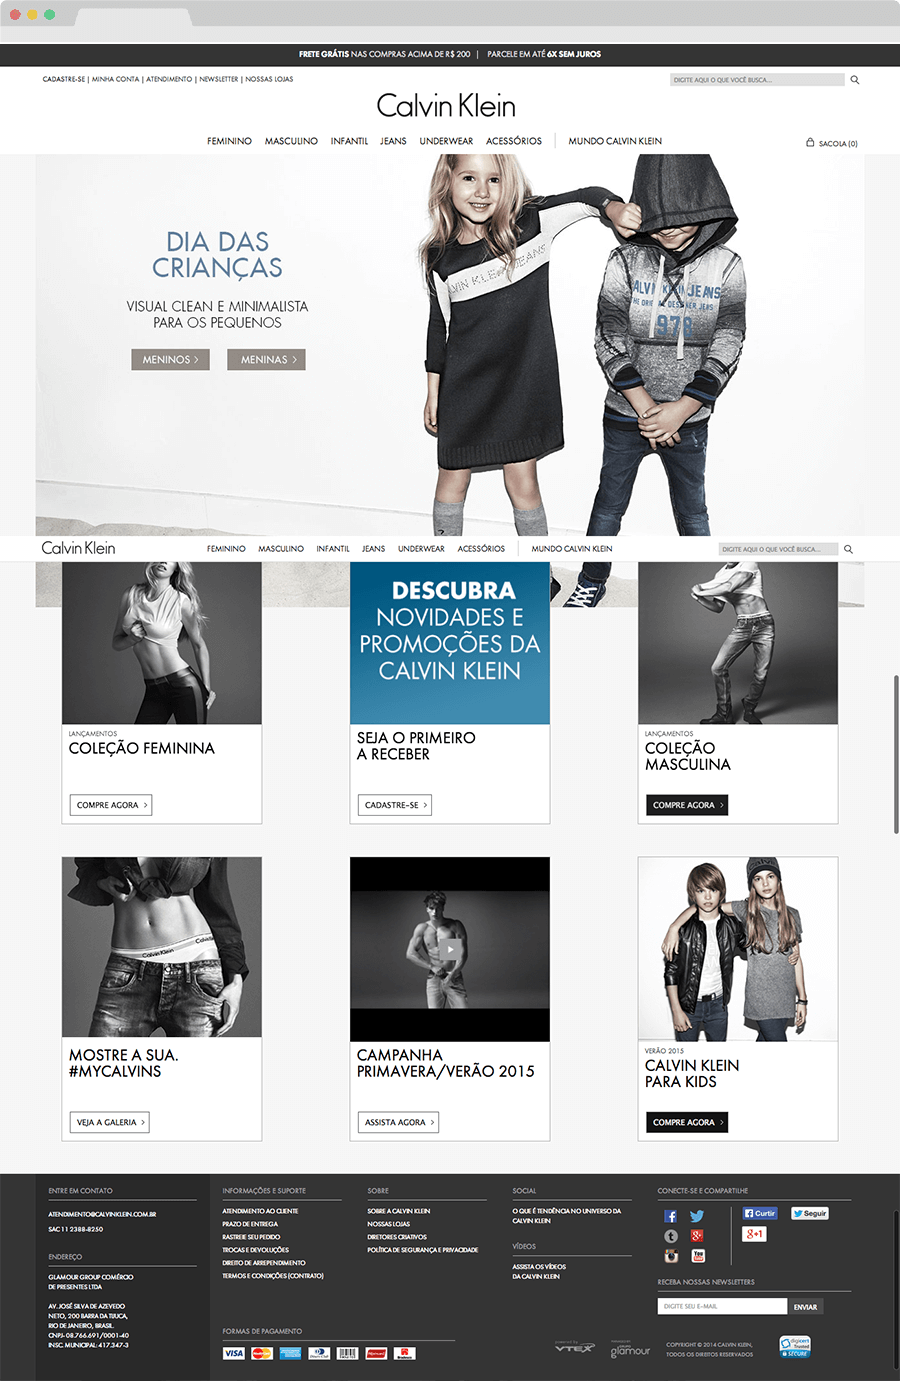 FRETE GRÁTIS NAS COMPRAS ACIMA DE R$ 200 | PARCELE EM ATÉ 6X SEM JUROS
CADASTRE-SE | MINHA CONTA | ATENDIMENTO | NEWSLETTER | NOSSAS LOJAS
DIGITE AQUI O QUE VOCÊ BUSCA...
Calvin Klein
FEMININO MASCULINO INFANTIL JEANS UNDERWEAR ACESSÓRIOS MUNDO CALVIN KLEIN
SACOLA (0)
DIA DAS
CRIANÇAS
VISUAL CLEAN E MINIMALISTA
PARA OS PEQUENOS
MENINOS >
MENINAS >
Calvin Klein
FEMININO MASCULINO INFANTIL JEANS UNDERWEAR ACESSÓRIOS MUNDO CALVIN KLEIN
DIGITE AQUI O QUE VOCÊ BUSCA...
LANÇAMENTOS
COLEÇÃO FEMININA
COMPRE AGORA >
DESCUBRA
NOVIDADES E
PROMOÇÕES DA
CALVIN KLEIN
SEJA O PRIMEIRO
A RECEBER
CADASTRE-SE >
LANÇAMENTOS
COLEÇÃO
MASCULINA
COMPRE AGORA >
Calvin Klein
MOSTRE A SUA.
#MYCALVINS
VEJA A GALERIA >
CAMPANHA
PRIMAVERA/VERÃO 2015
ASSISTA AGORA >
VERÃO 2015
CALVIN KLEIN
PARA KIDS
COMPRE AGORA >
ENTRE EM CONTATO
ATENDIMENTO@CALVINKLEIN.COM.BR
SAC 11 2388-8250
ENDEREÇO
GLAMOUR GROUP COMÉRCIO
DE PRESENTES LTDA
AV. JOSÉ SILVA DE AZEVEDO
NETO, 200 BARRA DA TIJUCA,
RIO DE JANEIRO, BRASIL.
CNPJ- 08.766.691/0001-40
INSC. MUNICIPAL: 417.347-3
INFORMAÇÕES E SUPORTE
ATENDIMENTO AO CLIENTE
PRAZO DE ENTREGA
RASTREIE SEU PEDIDO
TROCAS E DEVOLUÇÕES
DIREITO DE ARREPENDIMENTO
TERMOS E CONDIÇÕES (CONTRATO)
SOBRE
SOBRE A CALVIN KLEIN
NOSSAS LOJAS
DIRETORES CRIATIVOS
POLÍTICA DE SEGURANÇA E PRIVACIDADE
SOCIAL
O QUE É TENDÊNCIA NO UNIVERSO DA
CALVIN KLEIN
VÍDEOS
ASSISTA OS VÍDEOS
DA CALVIN KLEIN
CONECTE-SE E COMPARTILHE
Curtir
Seguir
g+1
RECEBA NOSSAS NEWSLETTERS
DIGITE SEU E-MAIL
ENVIAR
FORMAS DE PAGAMENTO
VISA
powered by
VTEX
glamour
COPYRIGHT © 2014 CALVIN KLEIN,
TODOS OS DIREITOS RESERVADOS
digicert
Trusted
SECURE